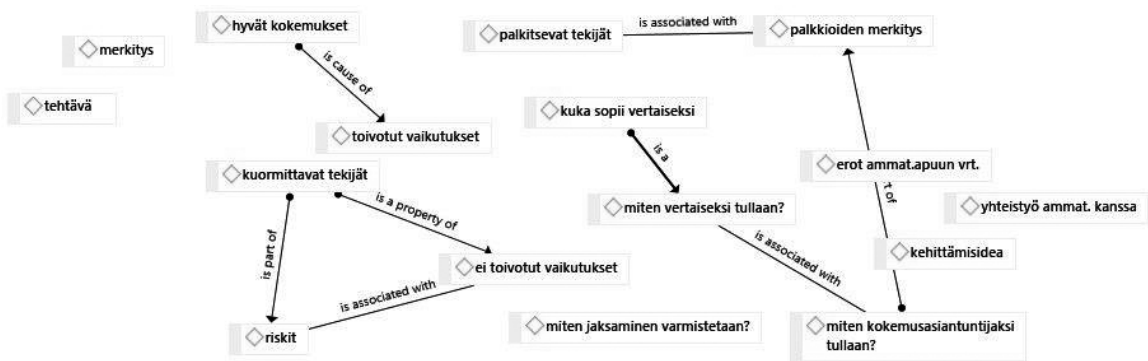 hyvät kokemukset
is associated with
palkitsevat tekijät
palkkioiden merkitys
merkitys
is cause of
tehtävä
kuka sopii vertaiseksi
toivotut vaikutukset
is a
erot ammat.apuun vrt.
kuormittavat tekijät
is a property of
miten vertaiseksi tullaan?
rt of
yhteistyö ammat. kanssa
is part of
is associated with
kehittämisidea
ei toivotut vaikutukset
is associated with
riskit
miten jaksaminen varmistetaan?
miten kokemusasiantuntijaksi
tullaan?